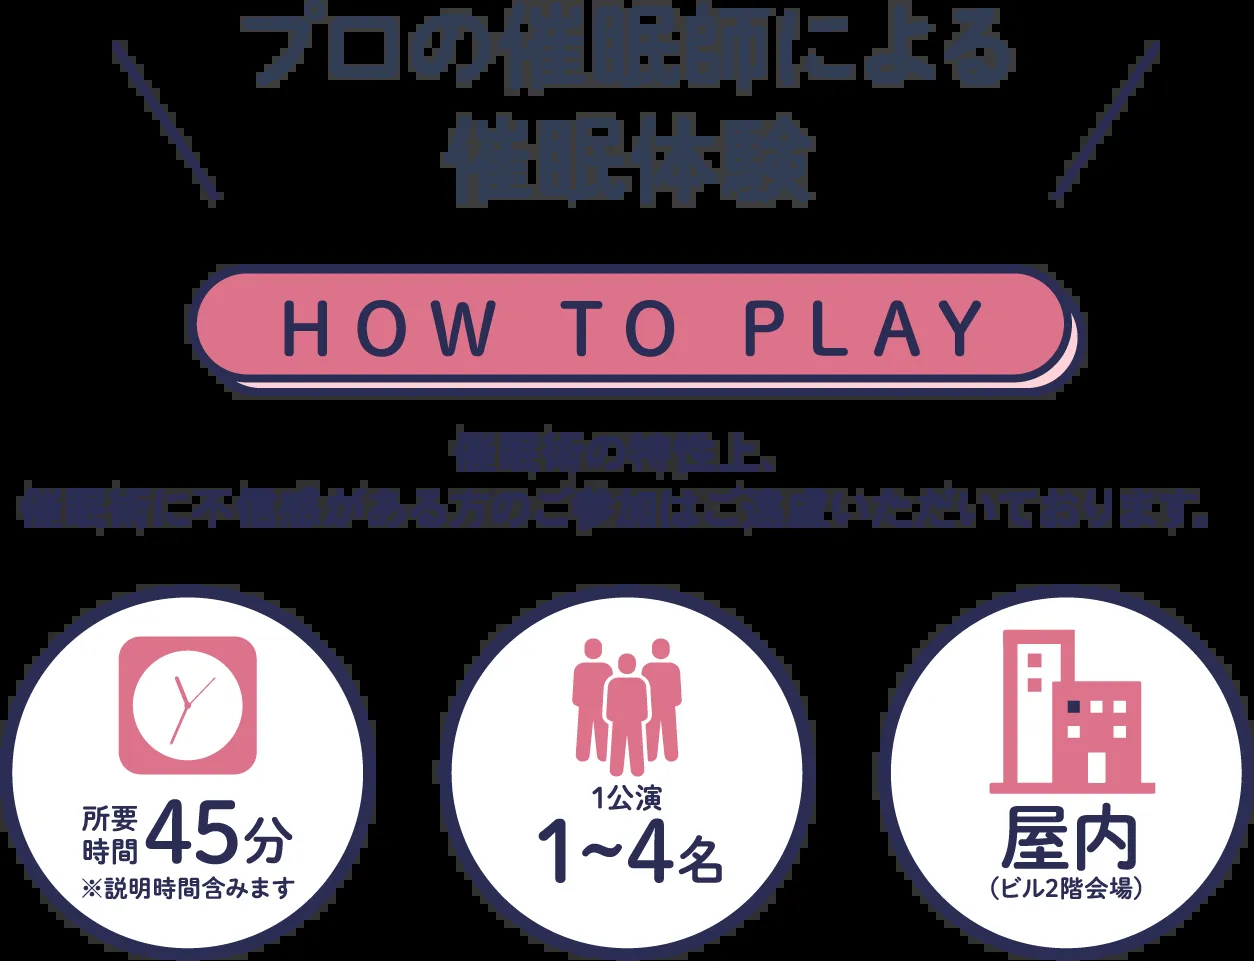 プロの催眠師による
催眠体験
HOW TO PLAY
催眠術の特性上、
催眠術に不信感がある方のご参加はご遠慮いただいております。
所要
時間 45分
※説明時間含みます
1公演
1~4名
屋内
(ビル2階会場)